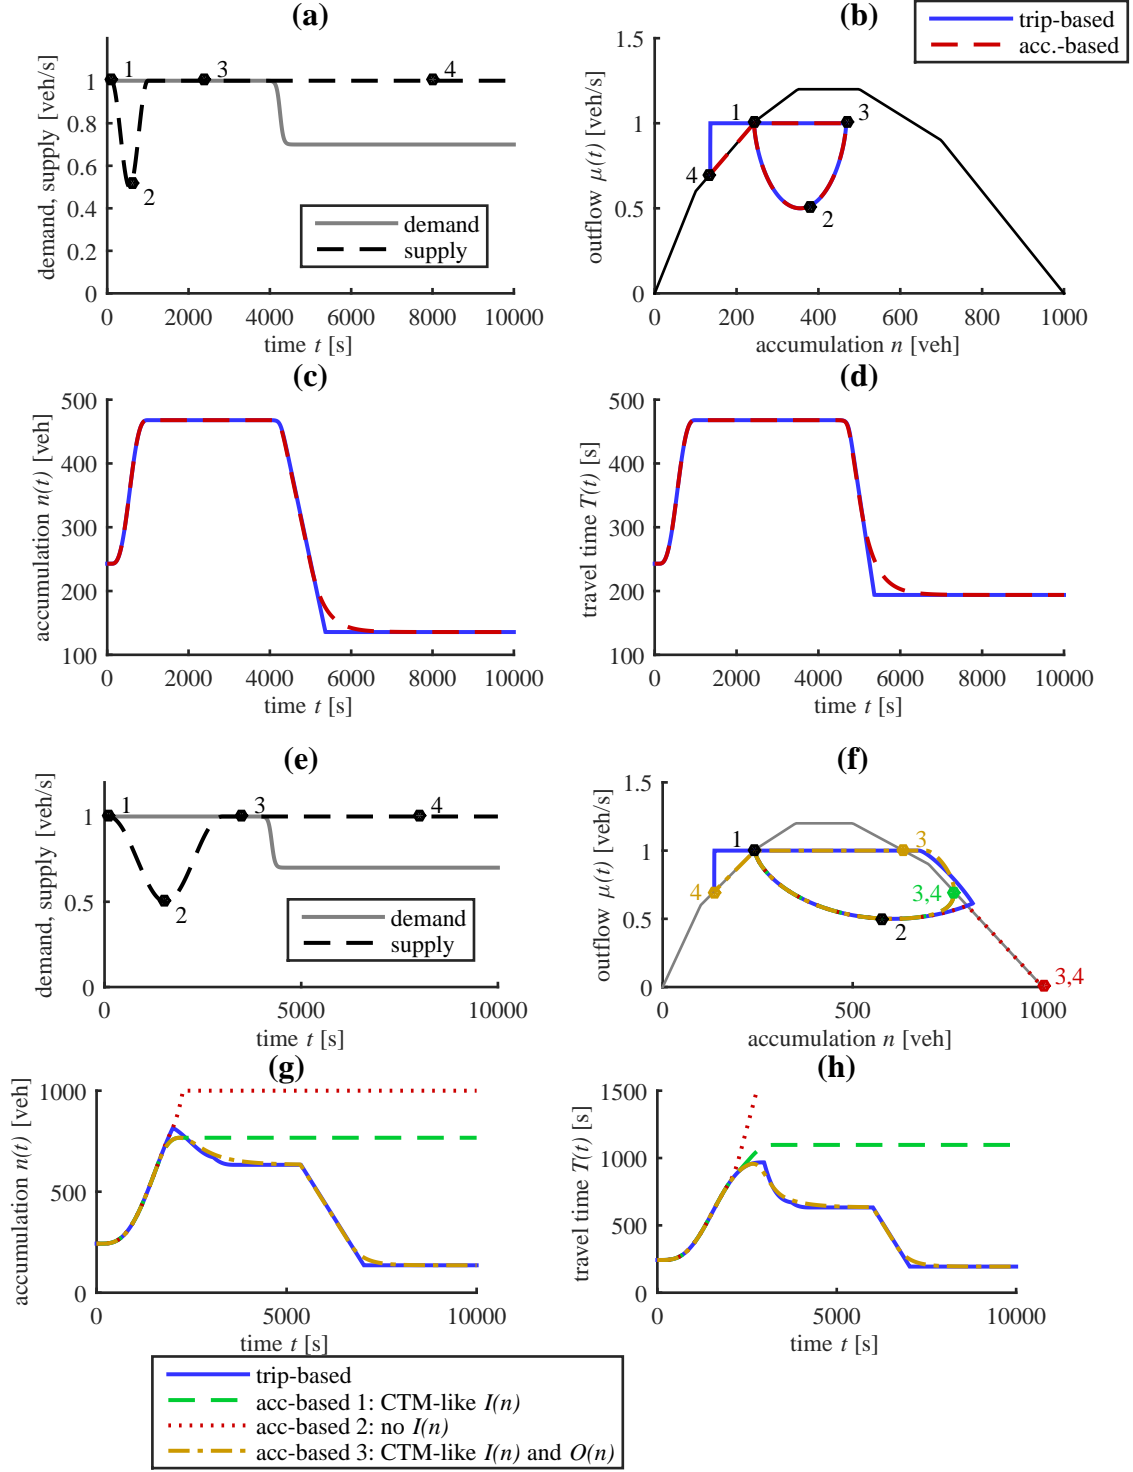 (a)
demand, supply [veh/s]
1
0.8
0.6
0.4
0.2
0
1
3
4
2
demand
supply
0 2000 4000 6000 8000 10000
time t [s]
(b)
trip-based
acc.-based
outflow μ(t) [veh/s]
1.5
1
0.5
0
1
3
4
2
0 200 400 600 800 1000
accumulation n [veh]
(c)
accumulation n(t) [veh]
500
400
300
200
100
0 2000 4000 6000 8000 10000
time t [s]
(d)
travel time T(t) [s]
500
400
300
200
100
0 2000 4000 6000 8000 10000
time t [s]
(e)
demand, supply [veh/s]
1
0.5
0
1
3
4
2
demand
supply
0 5000 10000
time t [s]
(f)
outflow μ(t) [veh/s]
1.5
1
0.5
0
1
3
4
3,4
2
3,4
0 500 1000
accumulation n [veh]
(g)
accumulation n(t) [veh]
1000
500
0
0 5000 10000
time t [s]
(h)
travel time T(t) [s]
1500
1000
500
0
0 5000 10000
time t [s]
trip-based
acc-based 1: CTM-like I(n)
acc-based 2: no I(n)
acc-based 3: CTM-like I(n) and O(n)